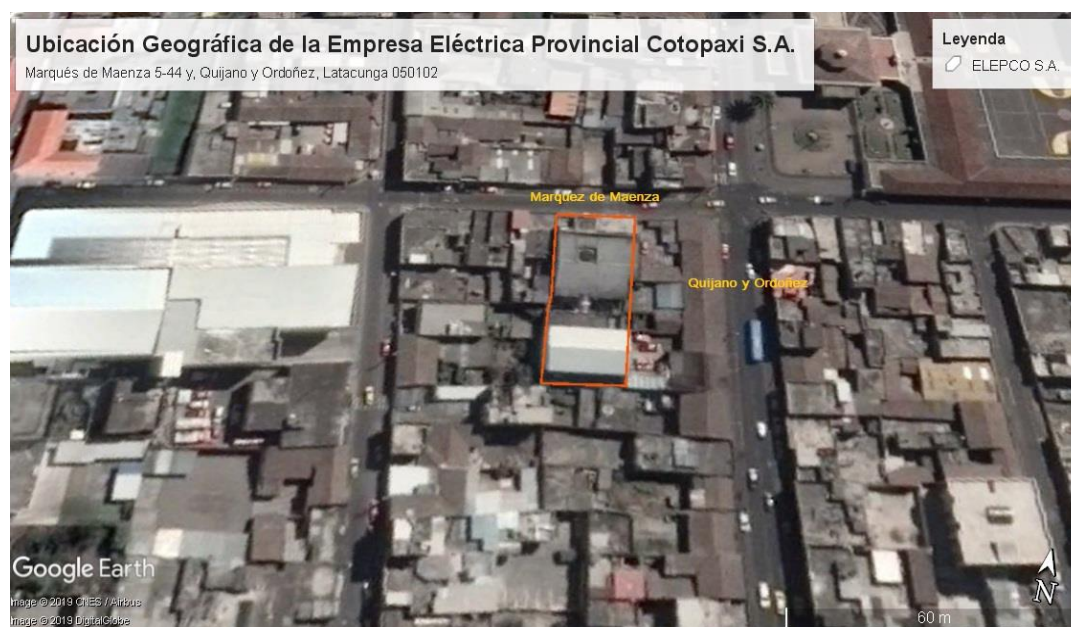 Ubicación Geográfica de la Empresa Eléctrica Provincial Cotopaxi S.A.
Marqués de Maenza 5-44 y, Quijano y Ordoñez, Latacunga 050102
Leyenda
ELEPCO S.A.
Marquez de Maenza
Quijano y Ordoñez
Google Earth
Image © 2019 CNES / Airbus
Image © 2019 DigitalGlobe
60 m
N